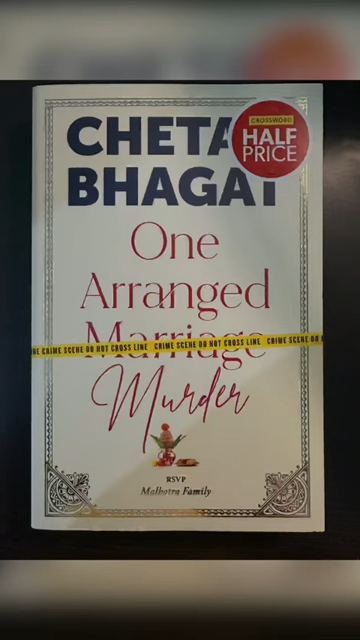 CHETA
BHAGAT
CROSSWORD
HALF
PRICE
One
Arranged
Marriage
NE CRIME SCENE DO NOT CROSS LINE CRIME SCENE DO NOT CROSS LINE CRIME SCENE DO N
Murder
RSVP
Malhotra Family